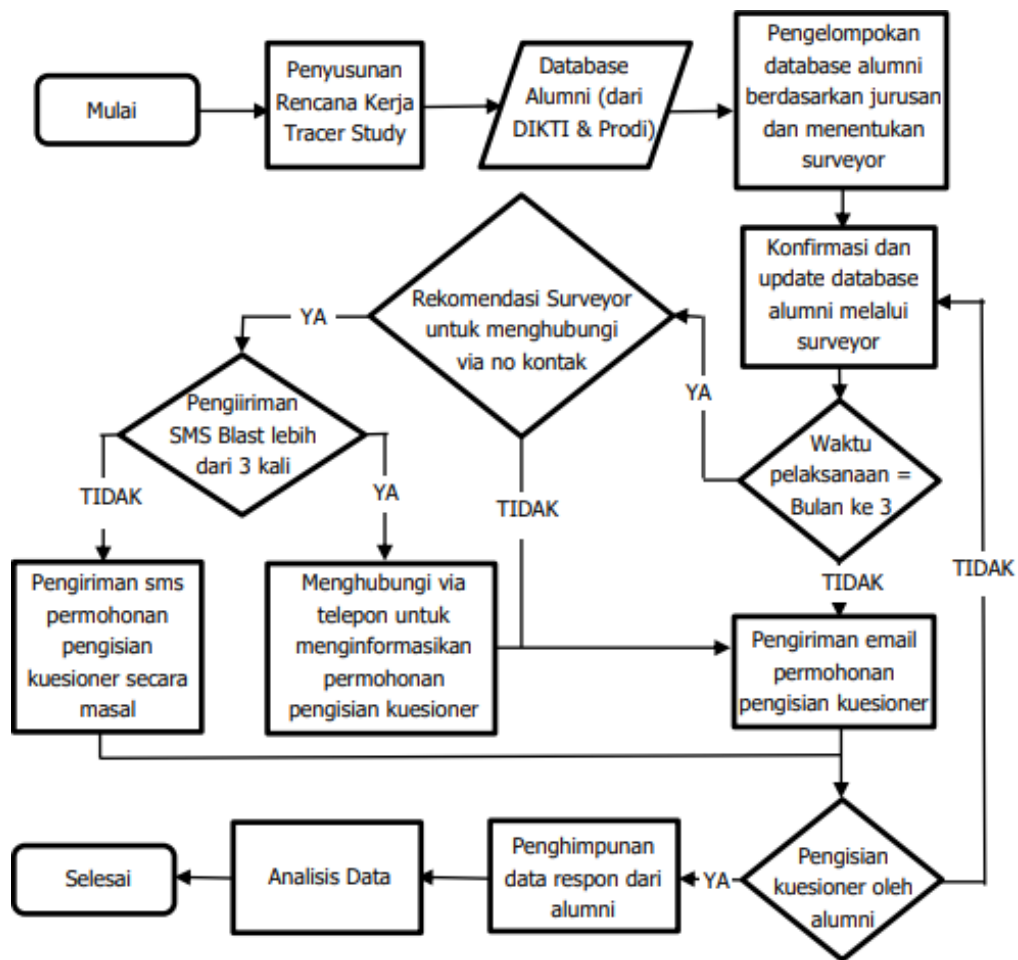 Mulai
Penyusunan
Rencana Kerja
Tracer Study
Database
Alumni (dari
DIKTI & Prodi)
Pengelompokan
database alumni
berdasarkan jurusan
dan menentukan
surveyor
Konfirmasi dan
update database
alumni melalui
surveyor
Waktu
pelaksanaan =
Bulan ke 3
YA
TIDAK
Rekomendasi Surveyor
untuk menghubungi
via no kontak
YA
TIDAK
Pengiiriman
SMS Blast lebih
dari 3 kali
TIDAK
YA
Pengiriman sms
permohonan
pengisian
kuesioner secara
masal
Menghubungi via
telepon untuk
menginformasikan
permohonan
pengisian kuesioner
Pengiriman email
permohonan
pengisian kuesioner
TIDAK
Pengisian
kuesioner oleh
alumni
YA
Penghimpunan
data respon dari
alumni
Analisis Data
Selesai